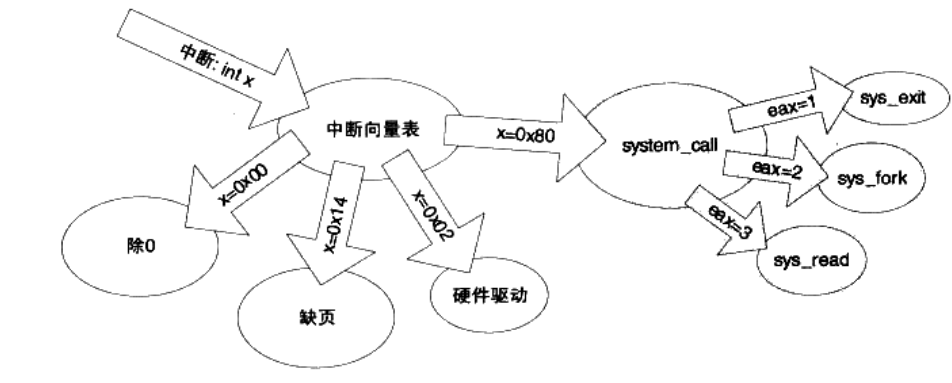 中断: int x
中断向量表
x=0x80
system_call
eax=1
sys_exit
eax=2
sys_fork
eax=3
sys_read
x=0x00
除0
x=0x14
缺页
x=0x02
硬件驱动